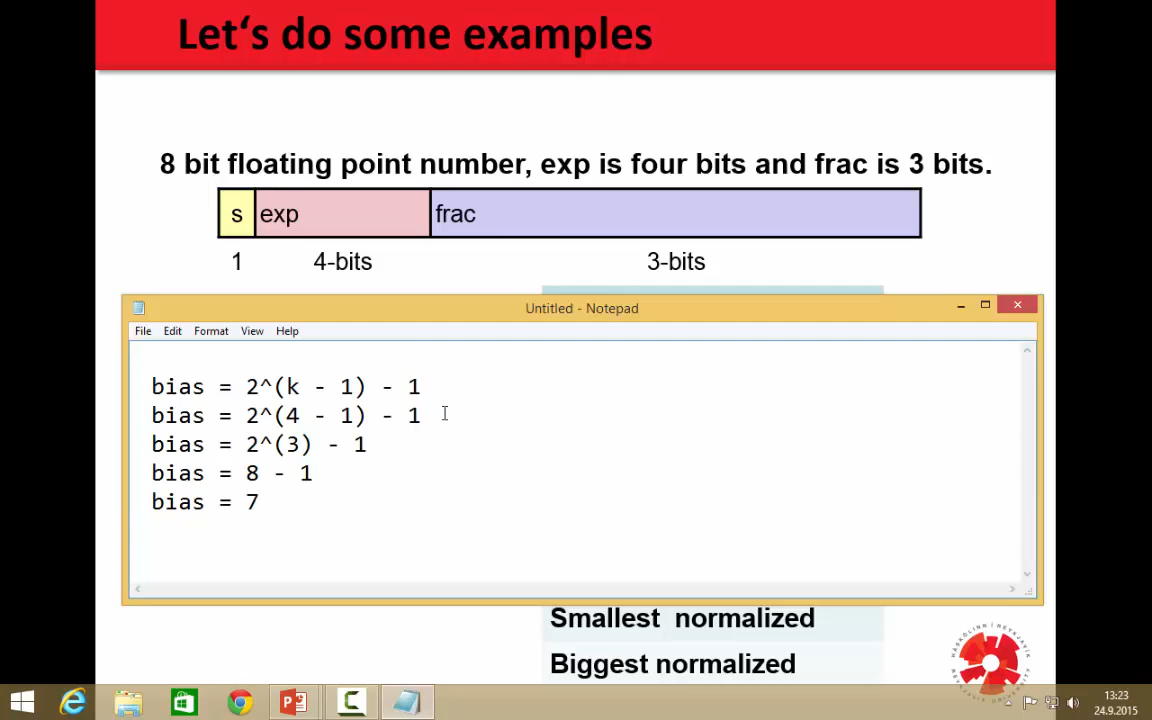 Let‘s do some examples
8 bit floating point number, exp is four bits and frac is 3 bits.
s exp frac
1 4-bits 3-bits
Untitled - Notepad
File Edit Format View Help
bias = 2^(k - 1) - 1
bias = 2^(4 - 1) - 1
bias = 2^(3) - 1
bias = 8 - 1
bias = 7
Smallest normalized
Biggest normalized
13:23
24.9.2015